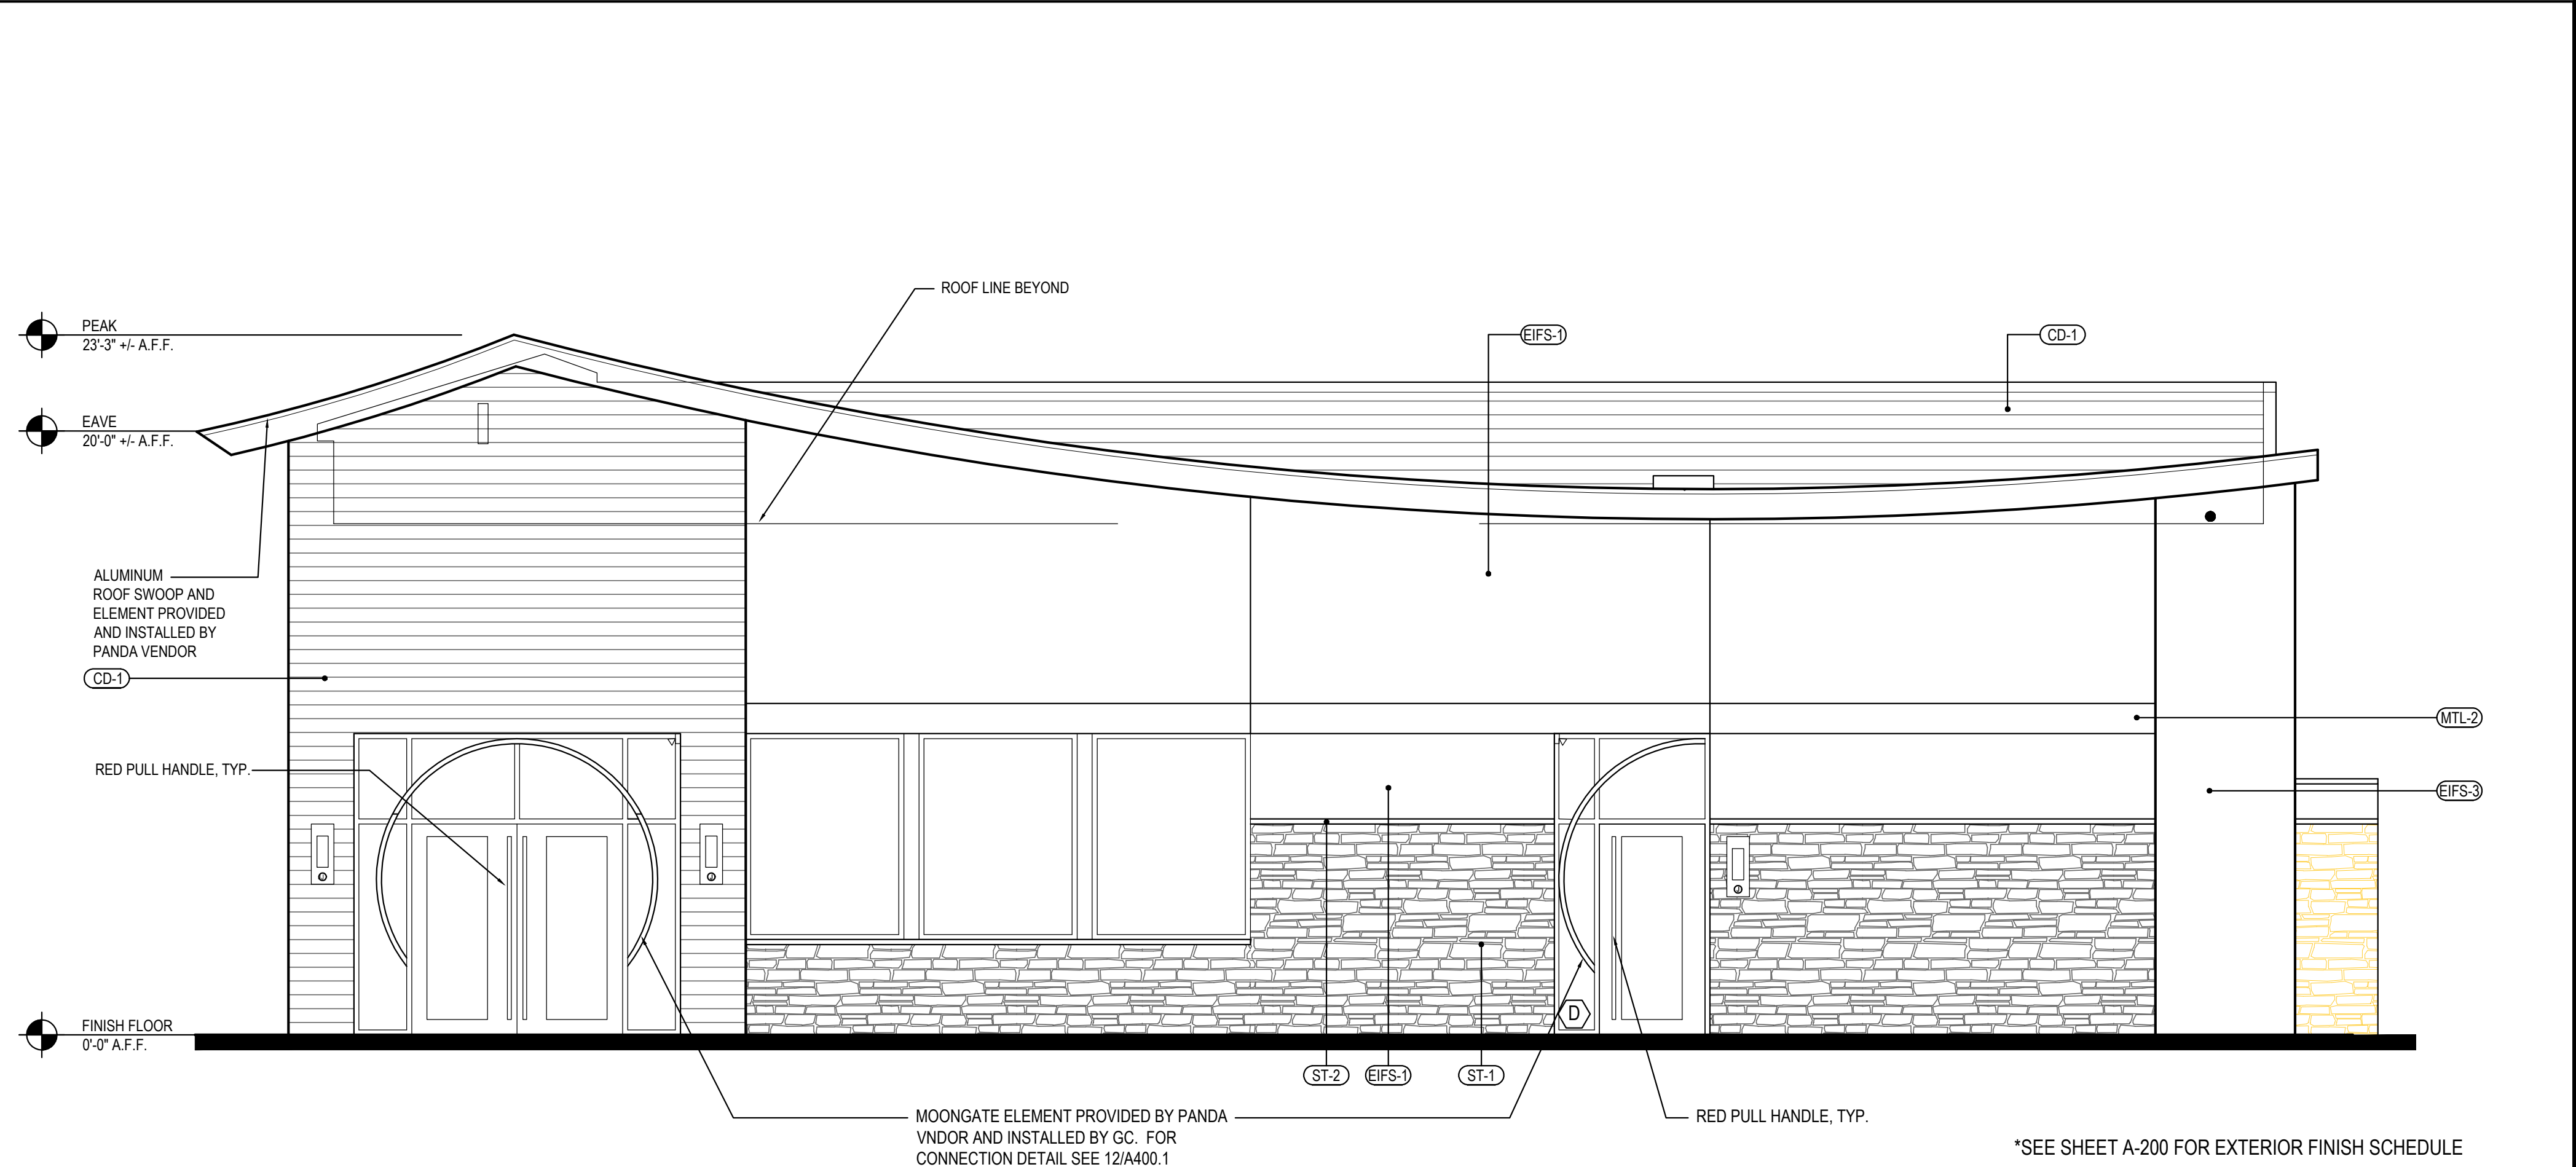 ROOF LINE BEYOND
PEAK
23'-3" +/- A.F.F.
EIFS-1
CD-1
EAVE
20'-0" +/- A.F.F.
ALUMINUM
ROOF SWOOP AND
ELEMENT PROVIDED
AND INSTALLED BY
PANDA VENDOR
CD-1
MTL-2
RED PULL HANDLE, TYP.
EIFS-3
J
J
J
D
FINISH FLOOR
0'-0" A.F.F.
ST-2
EIFS-1
ST-1
MOONGATE ELEMENT PROVIDED BY PANDA
VNDOR AND INSTALLED BY GC. FOR
CONNECTION DETAIL SEE 12/A400.1
RED PULL HANDLE, TYP.
*SEE SHEET A-200 FOR EXTERIOR FINISH SCHEDULE